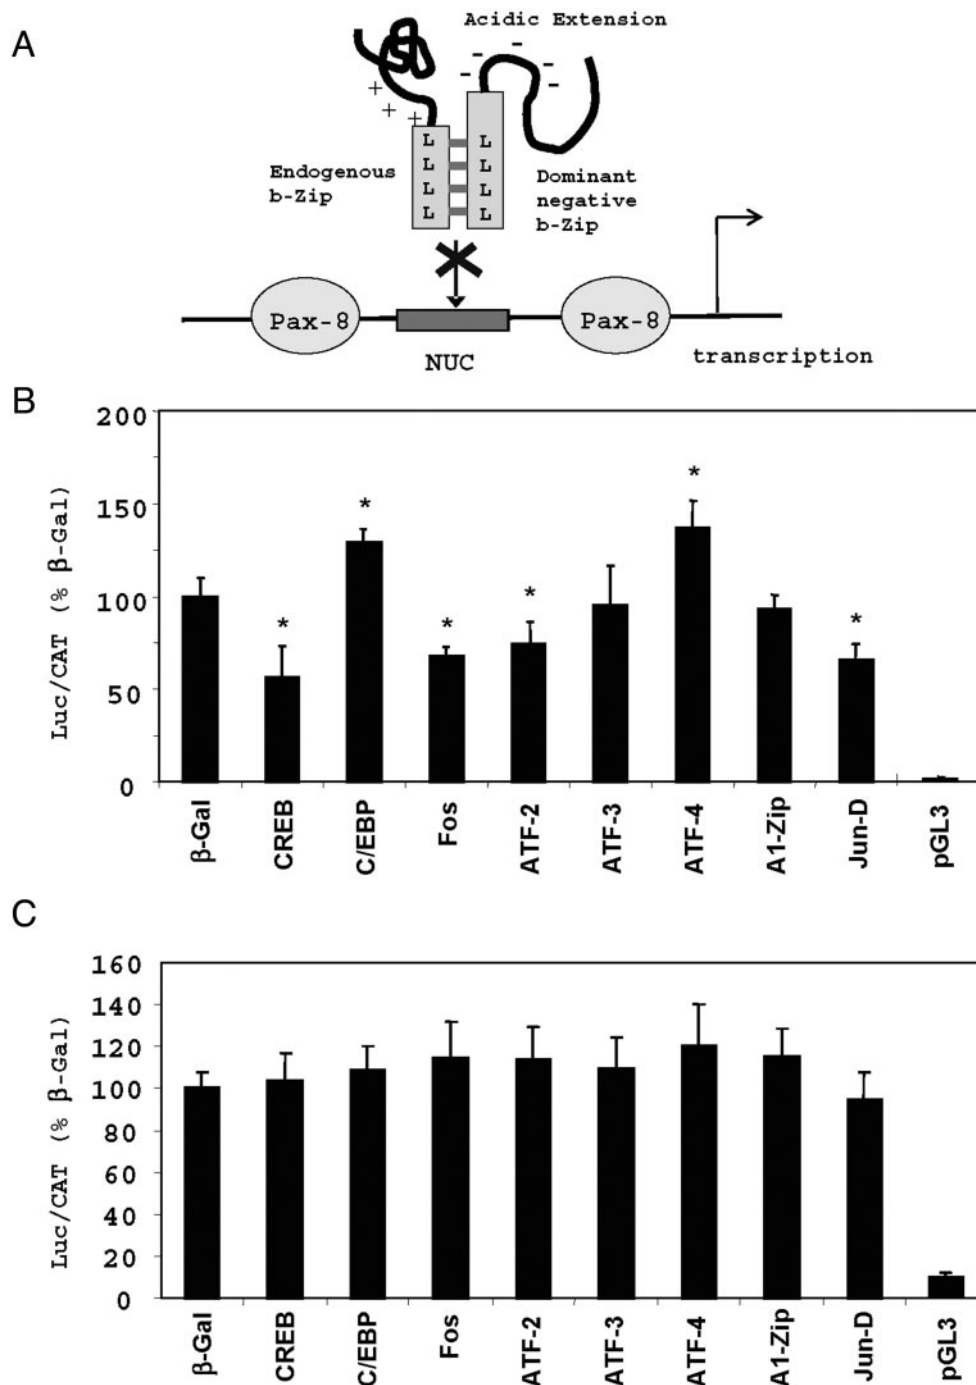 A
Acidic Extension
- - - - - -
+ + +
L L
L L
L L
L L
Endogenous
b-Zip
Dominant
negative
b-Zip
Pax-8
Pax-8
NUC
transcription
B
Luc/CAT (% β-Gal)
200
150
100
50
0
*
*
*
*
*
*
β-Gal
CREB
C/EBP
Fos
ATF-2
ATF-3
ATF-4
A1-Zip
Jun-D
pGL3
C
Luc/CAT (% β-Gal)
160
140
120
100
80
60
40
20
0
β-Gal
CREB
C/EBP
Fos
ATF-2
ATF-3
ATF-4
A1-Zip
Jun-D
pGL3